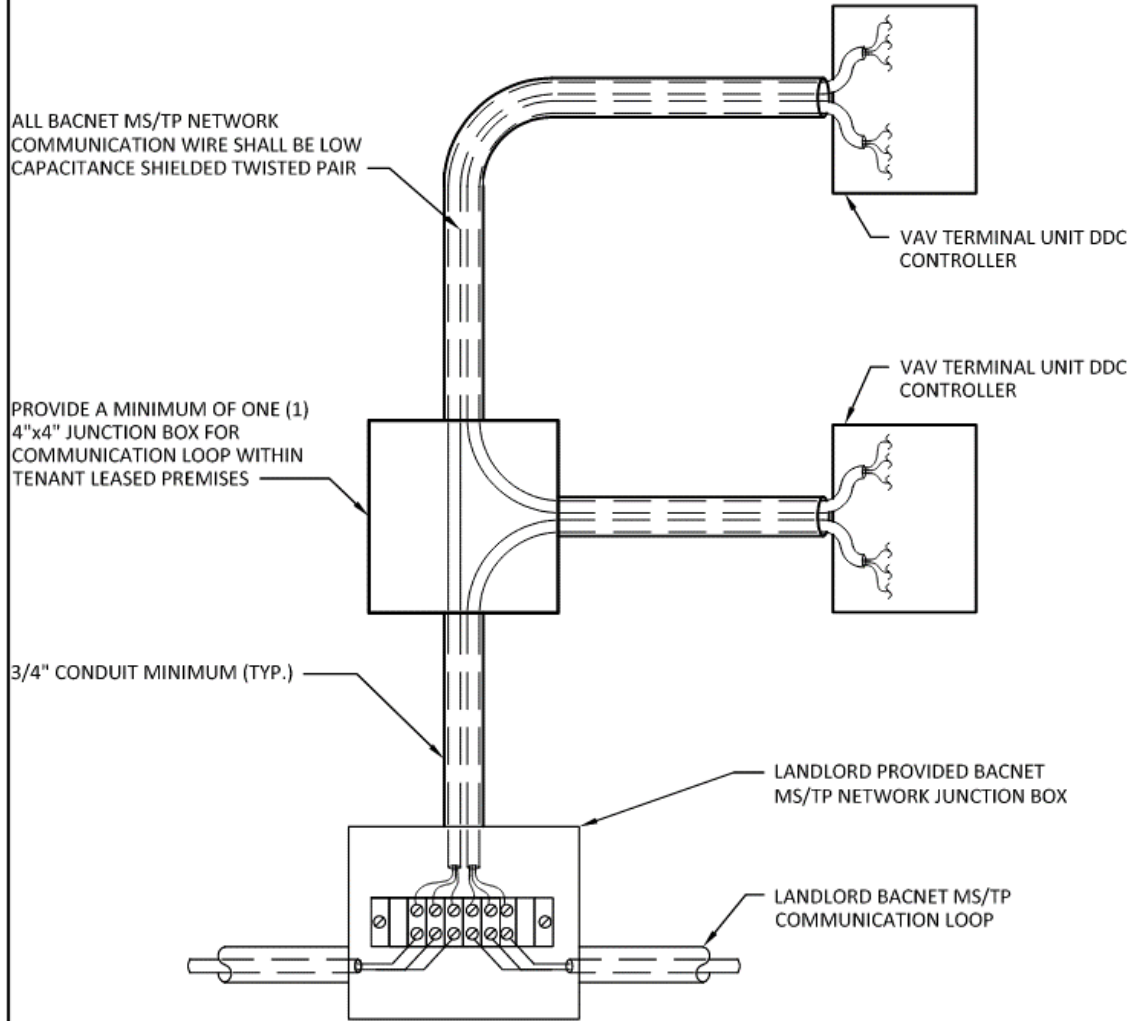 ALL BACNET MS/TP NETWORK
COMMUNICATION WIRE SHALL BE LOW
CAPACITANCE SHIELDED TWISTED PAIR
VAV TERMINAL UNIT DDC
CONTROLLER
VAV TERMINAL UNIT DDC
CONTROLLER
PROVIDE A MINIMUM OF ONE (1)
4"x4" JUNCTION BOX FOR
COMMUNICATION LOOP WITHIN
TENANT LEASED PREMISES
3/4" CONDUIT MINIMUM (TYP.)
LANDLORD PROVIDED BACNET
MS/TP NETWORK JUNCTION BOX
LANDLORD BACNET MS/TP
COMMUNICATION LOOP